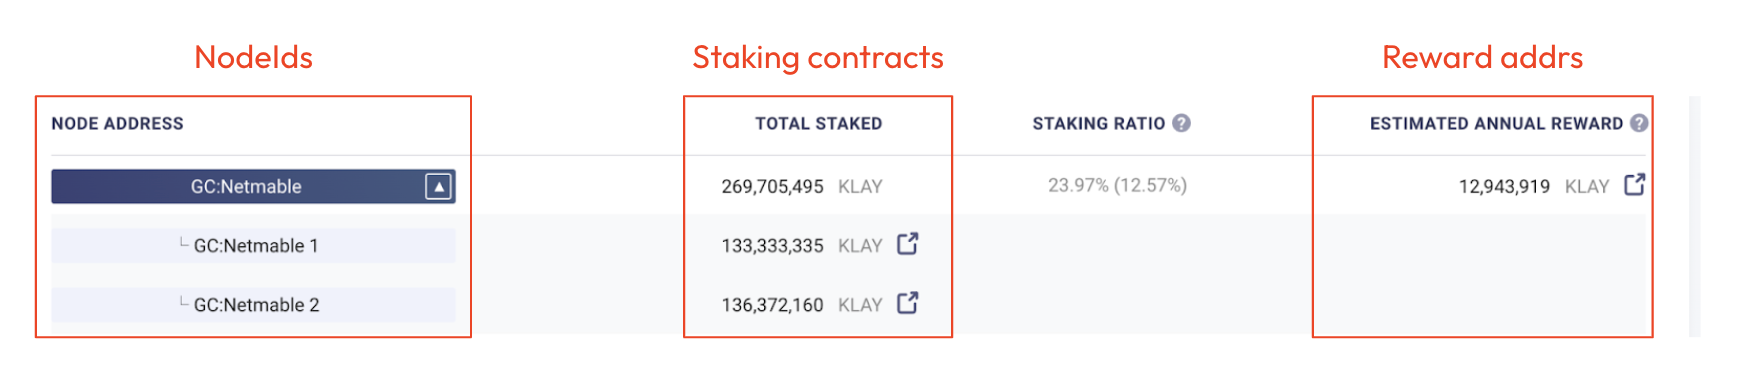 NodeIds Staking contracts Reward addrs
NODE ADDRESS TOTAL STAKED STAKING RATIO ? ESTIMATED ANNUAL REWARD ?
GC:Netmable 269,705,495 KLAY 23.97% (12.57%) 12,943,919 KLAY
GC:Netmable 1 133,333,335 KLAY
GC:Netmable 2 136,372,160 KLAY